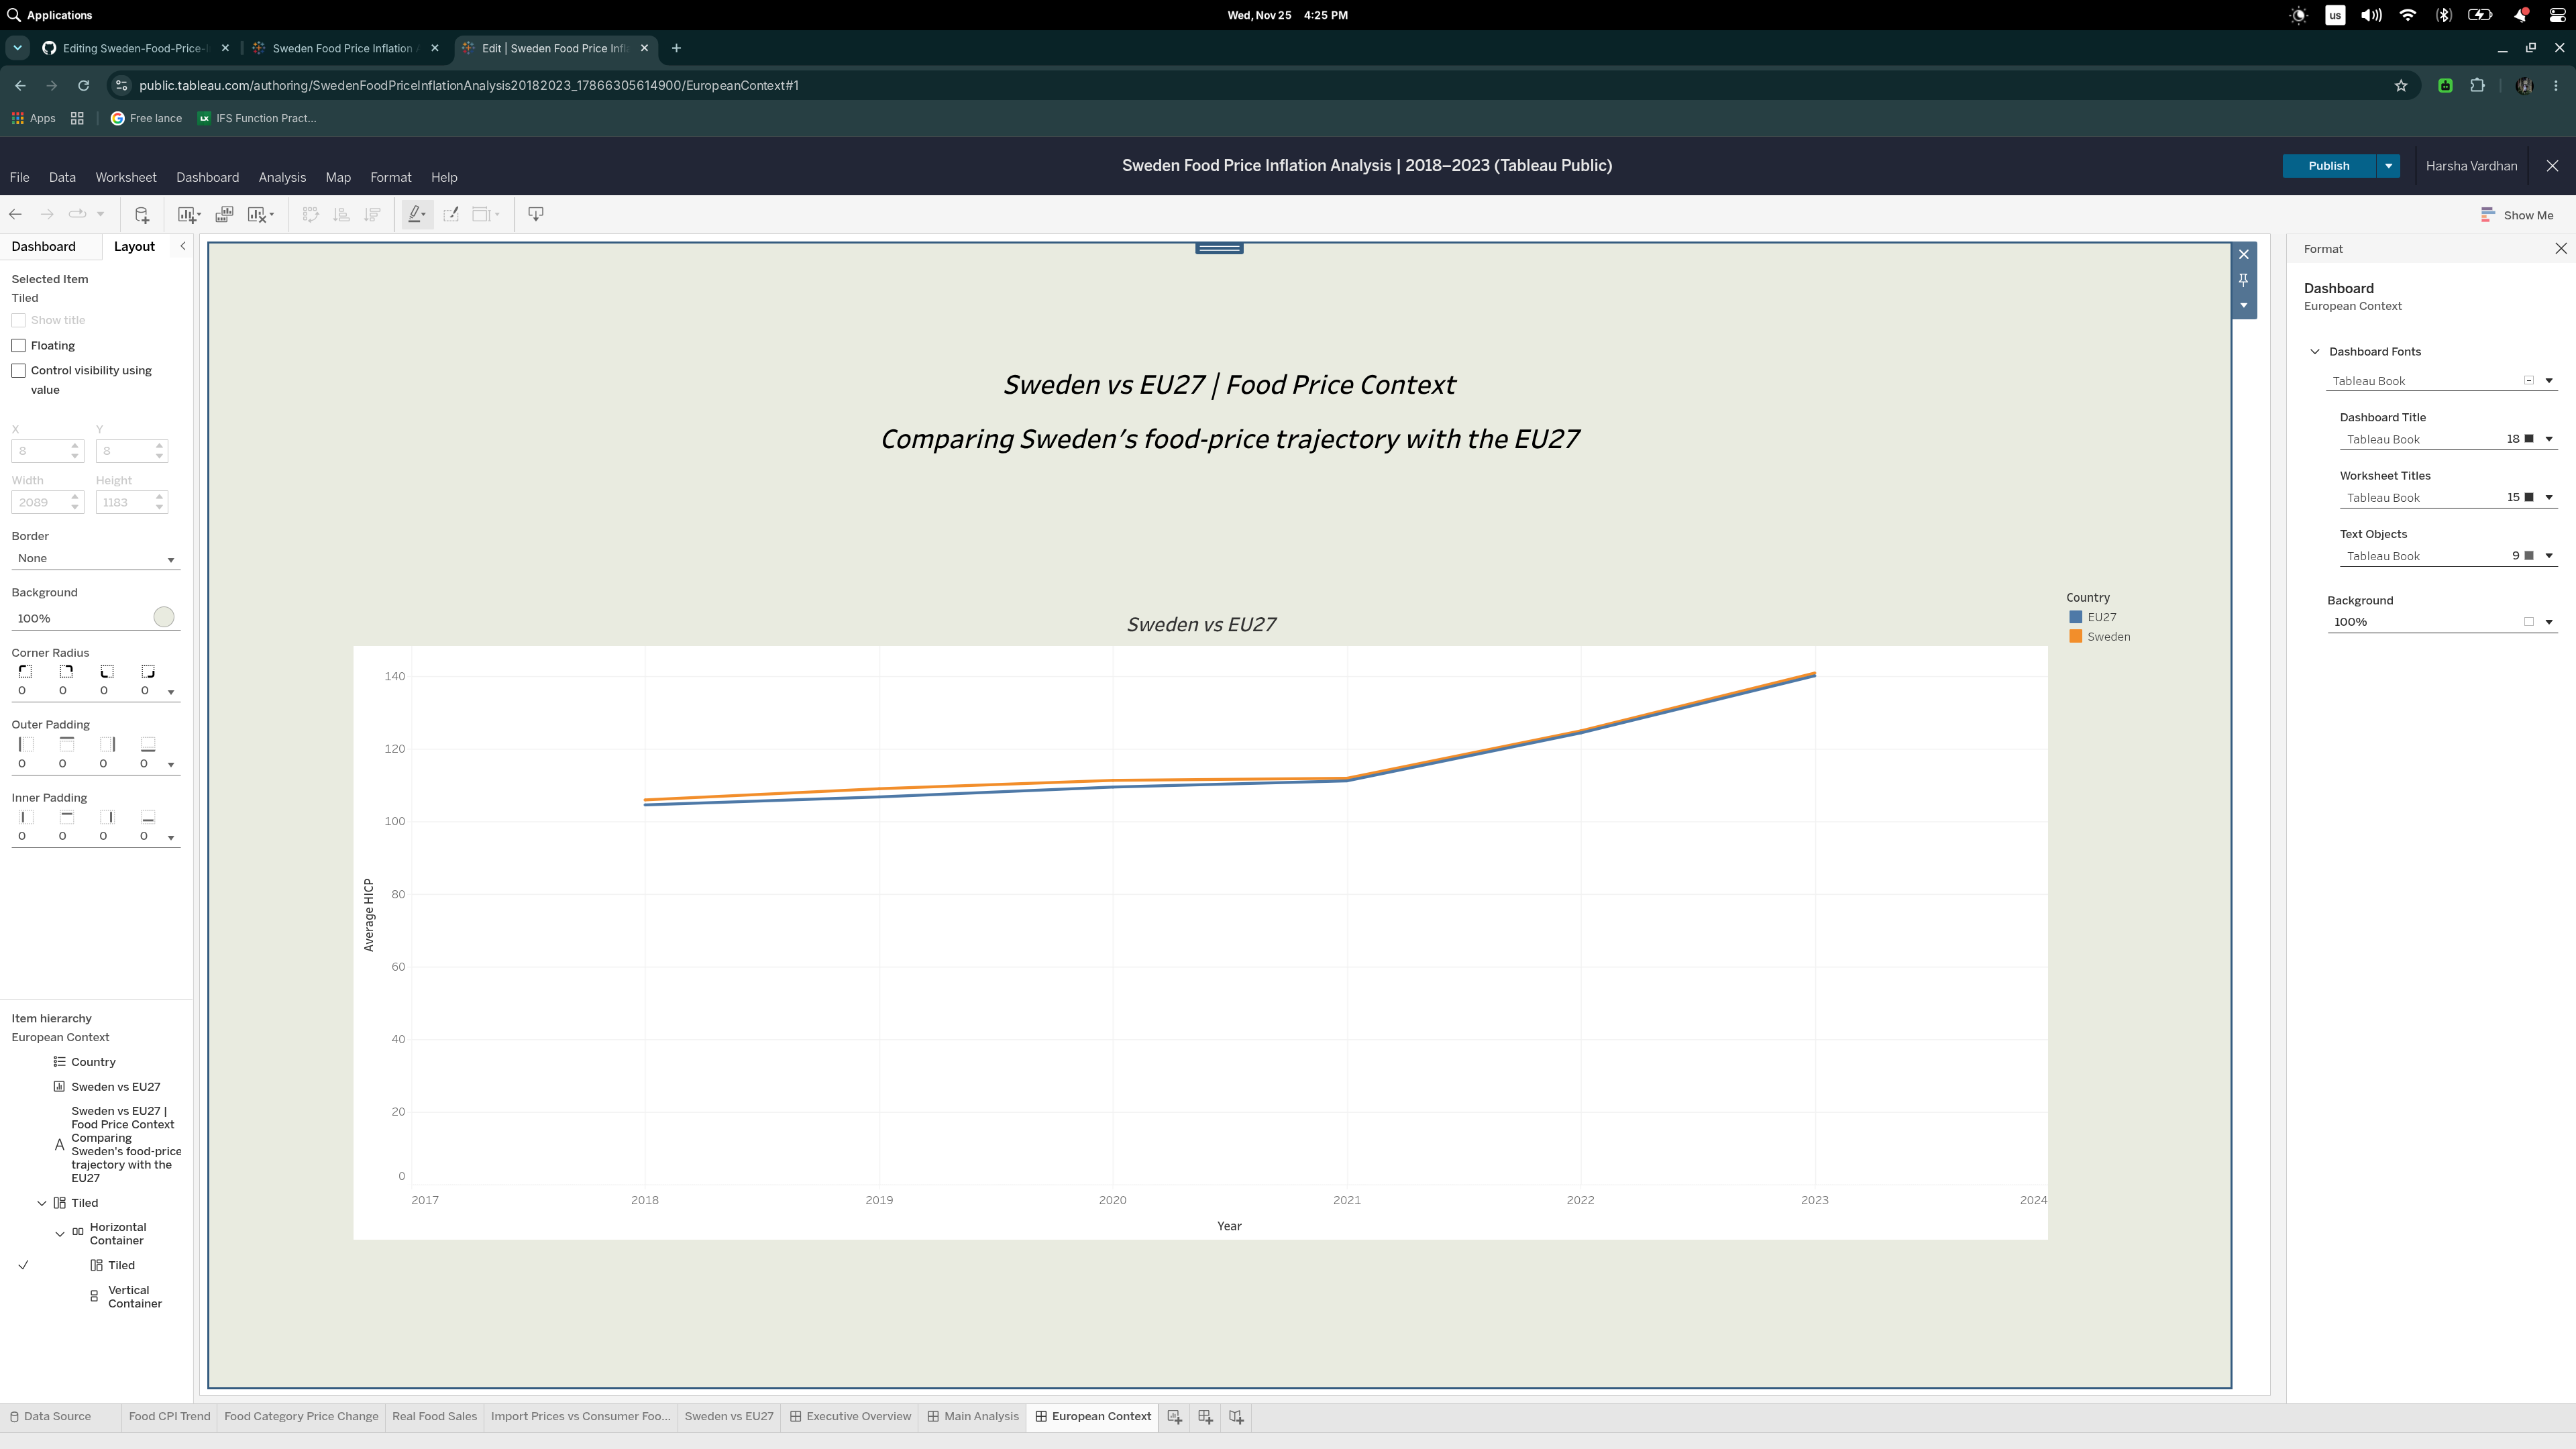 Applications
Wed, Nov 25 4:25 PM
us
Editing Sweden-Food-Price-
Sweden Food Price Inflation
Edit | Sweden Food Price Infl
public.tableau.com/authoring/SwedenFoodPriceInflationAnalysis20182023_17866305614900/EuropeanContext#1
Apps
Free lance
IFS Function Pract...
Sweden Food Price Inflation Analysis | 2018–2023 (Tableau Public)
Publish
Harsha Vardhan
File Data Worksheet Dashboard Analysis Map Format Help
Show Me
Dashboard Layout
Selected Item
Tiled
Show title
Floating
Control visibility using
value
X Y
8 8
Width Height
2089 1183
Border
None
Background
100%
Corner Radius
0 0 0 0
Outer Padding
0 0 0 0
Inner Padding
0 0 0 0
Item hierarchy
European Context
Country
Sweden vs EU27
Sweden vs EU27 |
Food Price Context
Comparing
Sweden's food-price
trajectory with the
EU27
Tiled
Horizontal
Container
Tiled
Vertical
Container
Sweden vs EU27 | Food Price Context
Comparing Sweden's food-price trajectory with the EU27
Sweden vs EU27
Country
EU27
Sweden
140
120
100
80
60
40
20
0
Average HICP
2017 2018 2019 2020 2021 2022 2023 2024
Year
Format
Dashboard
European Context
Dashboard Fonts
Tableau Book
Dashboard Title
Tableau Book 18
Worksheet Titles
Tableau Book 15
Text Objects
Tableau Book 9
Background
100%
Data Source Food CPI Trend Food Category Price Change Real Food Sales Import Prices vs Consumer Foo... Sweden vs EU27 Executive Overview Main Analysis European Context